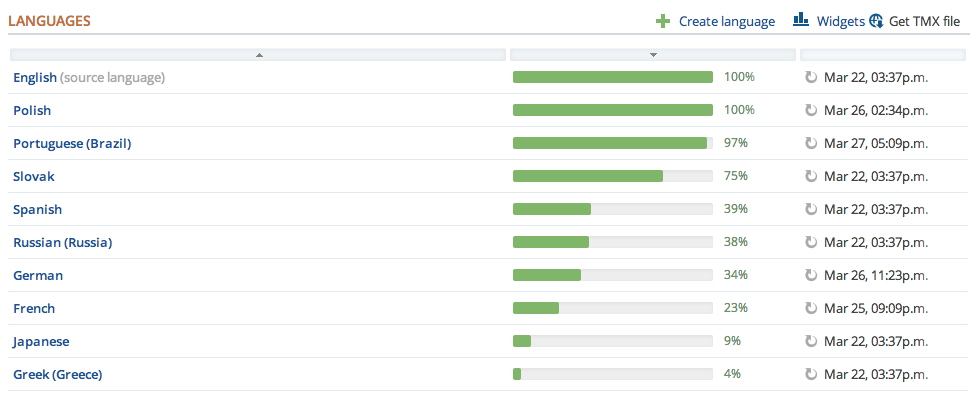 LANGUAGES Create language Widgets Get TMX file
English (source language) 100% Mar 22, 03:37p.m.
Polish 100% Mar 26, 02:34p.m.
Portuguese (Brazil) 97% Mar 27, 05:09p.m.
Slovak 75% Mar 22, 03:37p.m.
Spanish 39% Mar 22, 03:37p.m.
Russian (Russia) 38% Mar 22, 03:37p.m.
German 34% Mar 26, 11:23p.m.
French 23% Mar 25, 09:09p.m.
Japanese 9% Mar 22, 03:37p.m.
Greek (Greece) 4% Mar 22, 03:37p.m.